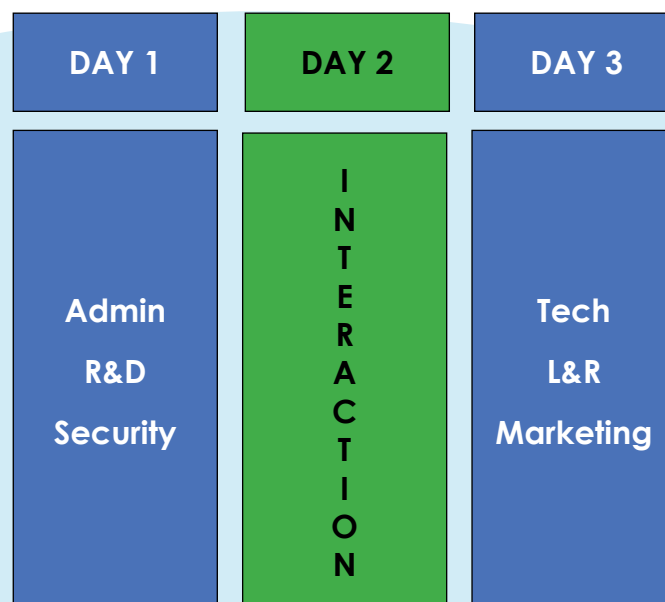 DAY 1
DAY 2
DAY 3
Admin
R&D
Security
I
N
T
E
R
A
C
T
I
O
N
Tech
L&R
Marketing